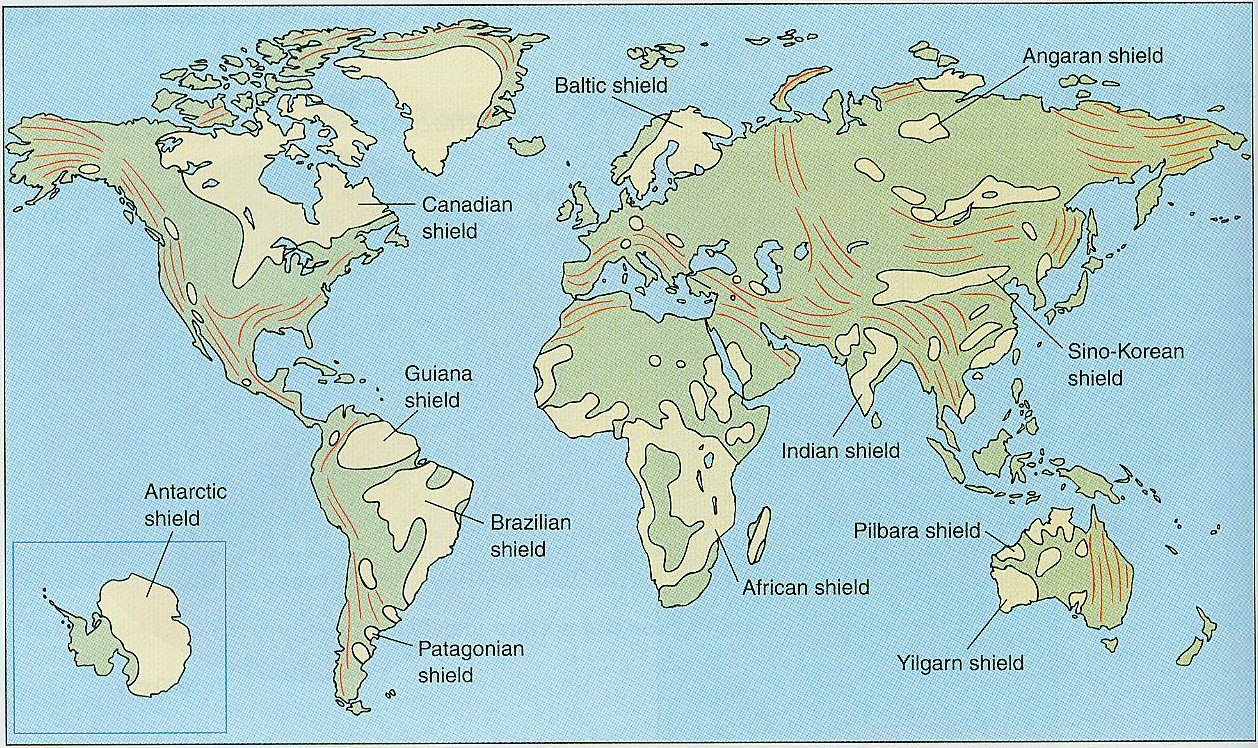 Angaran shield
Baltic shield
Canadian
shield
Sino-Korean
shield
Guiana
shield
Indian shield
Antarctic
shield
Brazilian
shield
Pilbara shield
African shield
Patagonian
shield
Yilgarn shield